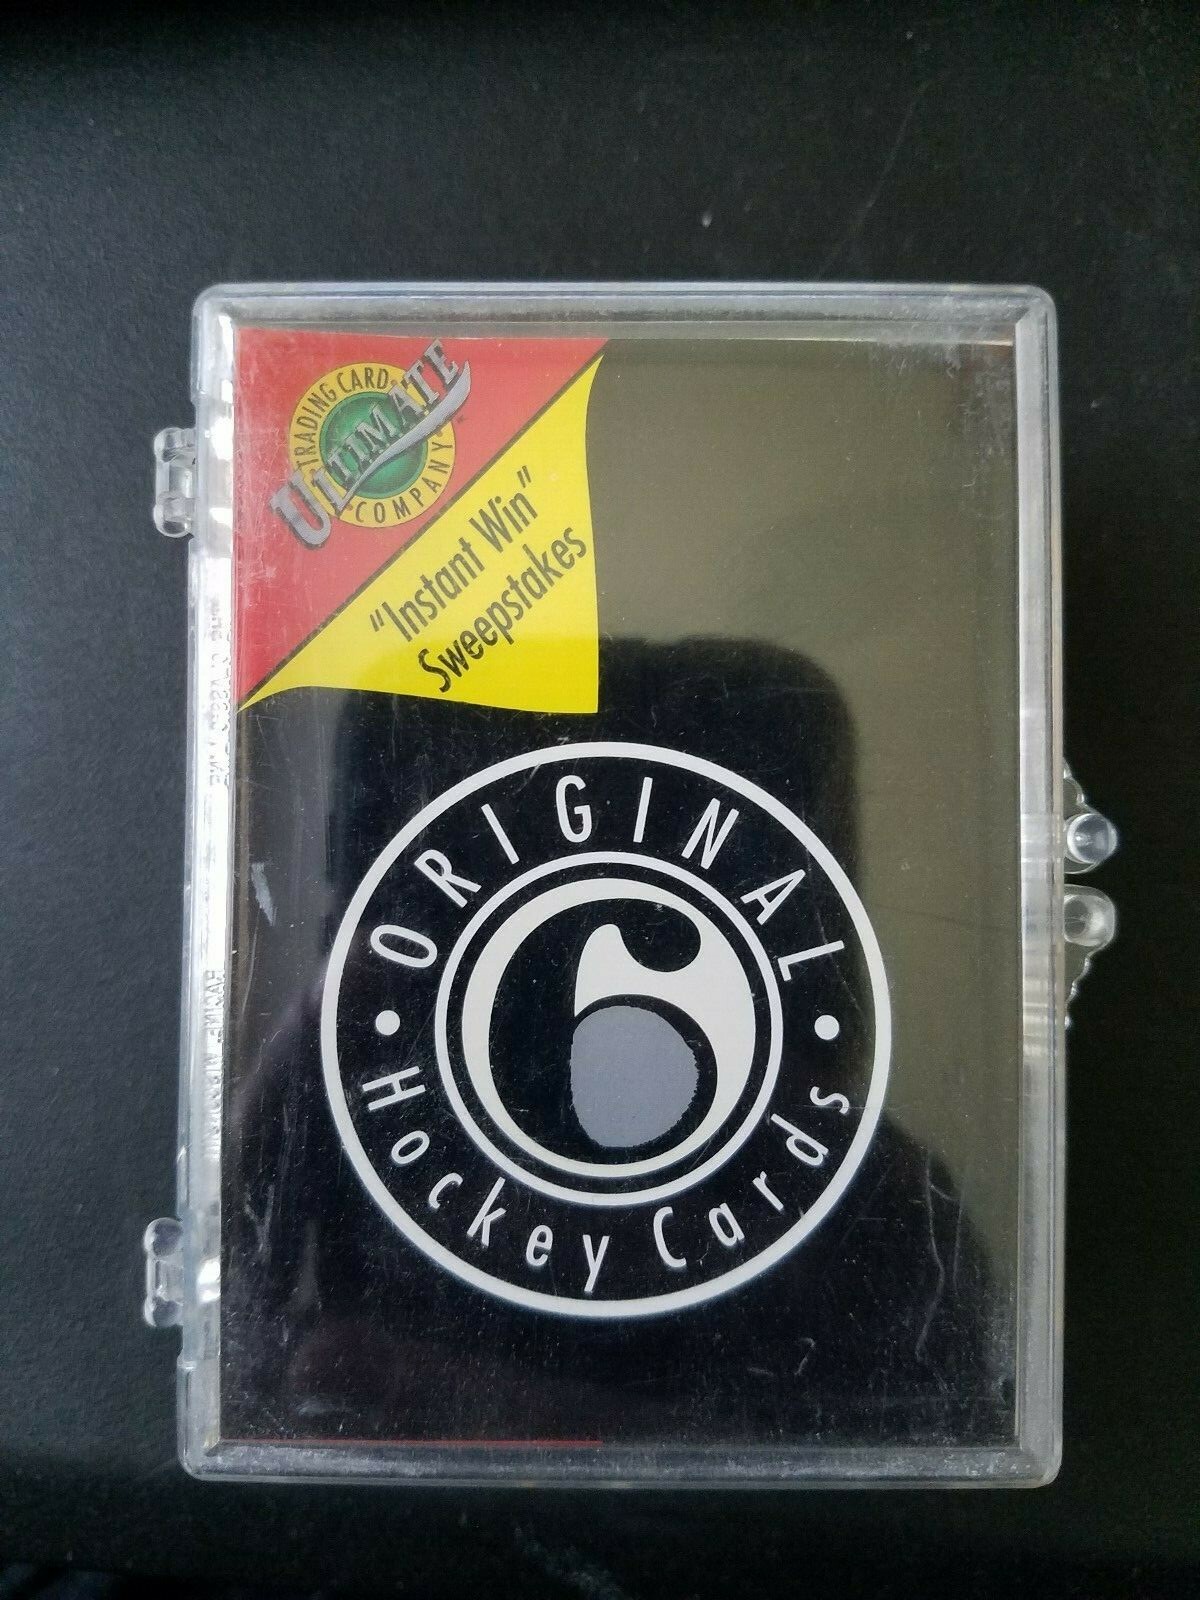 TRADING CARD
ULTIMATE
COMPANY
"Instant Win"
Sweepstakes
ORIGINAL
6
Hockey Cards